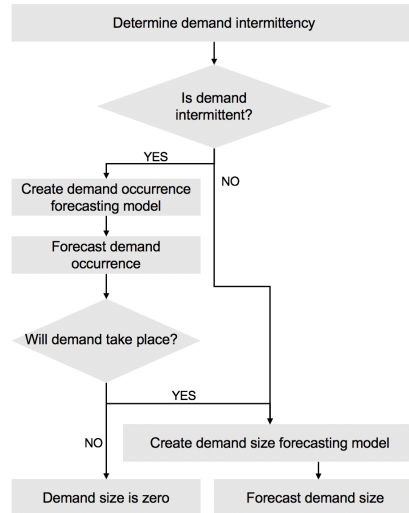 Determine demand intermittency
Is demand
intermittent?
YES
NO
Create demand occurrence
forecasting model
Forecast demand
occurrence
Will demand take place?
YES
NO
Create demand size forecasting model
Demand size is zero
Forecast demand size